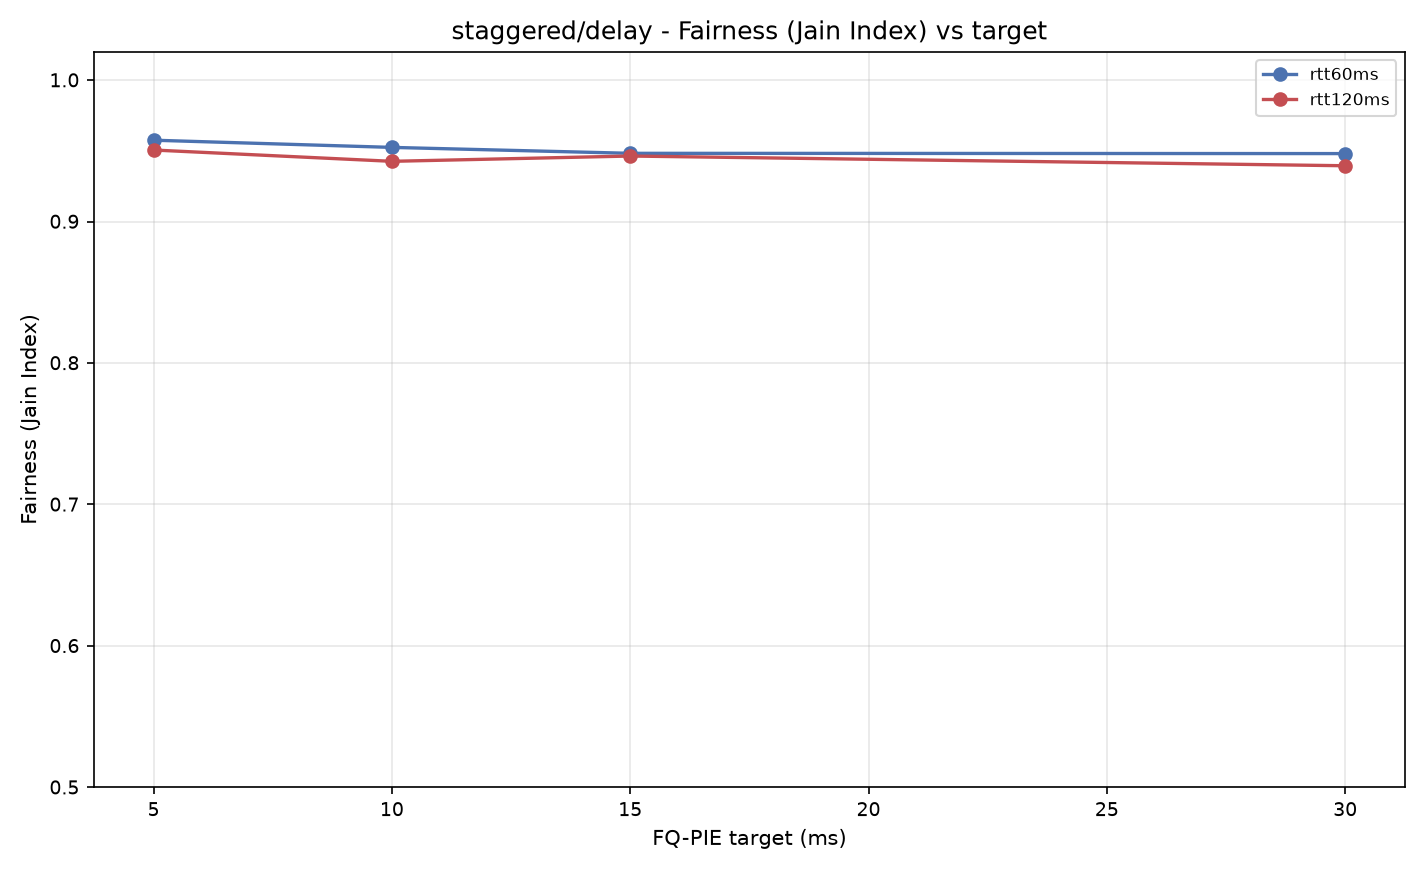 staggered/delay - Fairness (Jain Index) vs target
rtt60ms
rtt120ms
Fairness (Jain Index)
1.0
0.9
0.8
0.7
0.6
0.5
5 10 15 20 25 30
FQ-PIE target (ms)